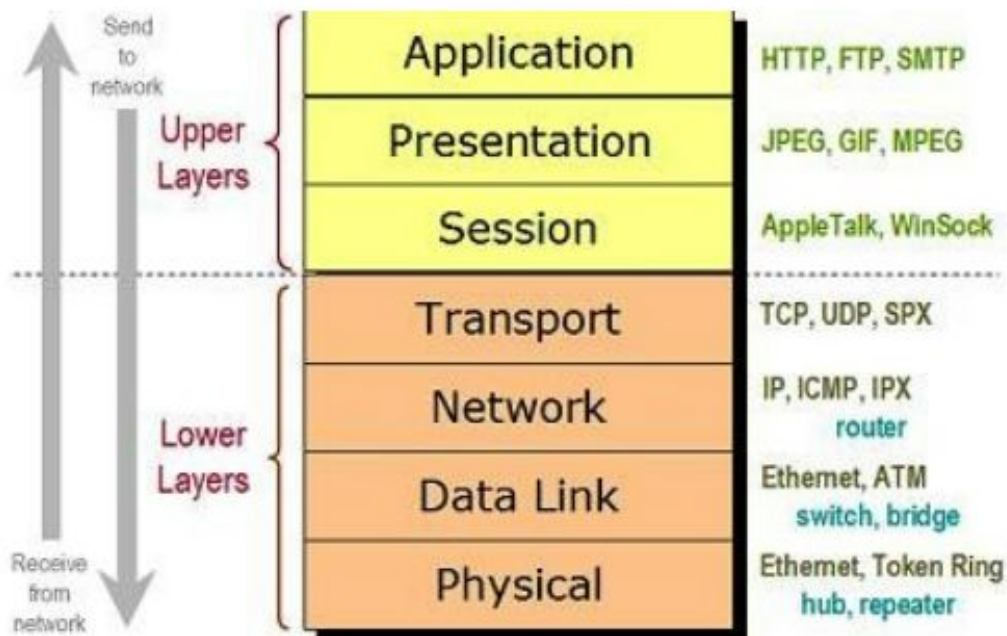 Send
to
network
Upper
Layers
Application
HTTP, FTP, SMTP
Presentation
JPEG, GIF, MPEG
Session
AppleTalk, WinSock
Lower
Layers
Transport
TCP, UDP, SPX
Network
IP, ICMP, IPX
router
Data Link
Ethernet, ATM
switch, bridge
Physical
Ethernet, Token Ring
hub, repeater
Receive
from
network